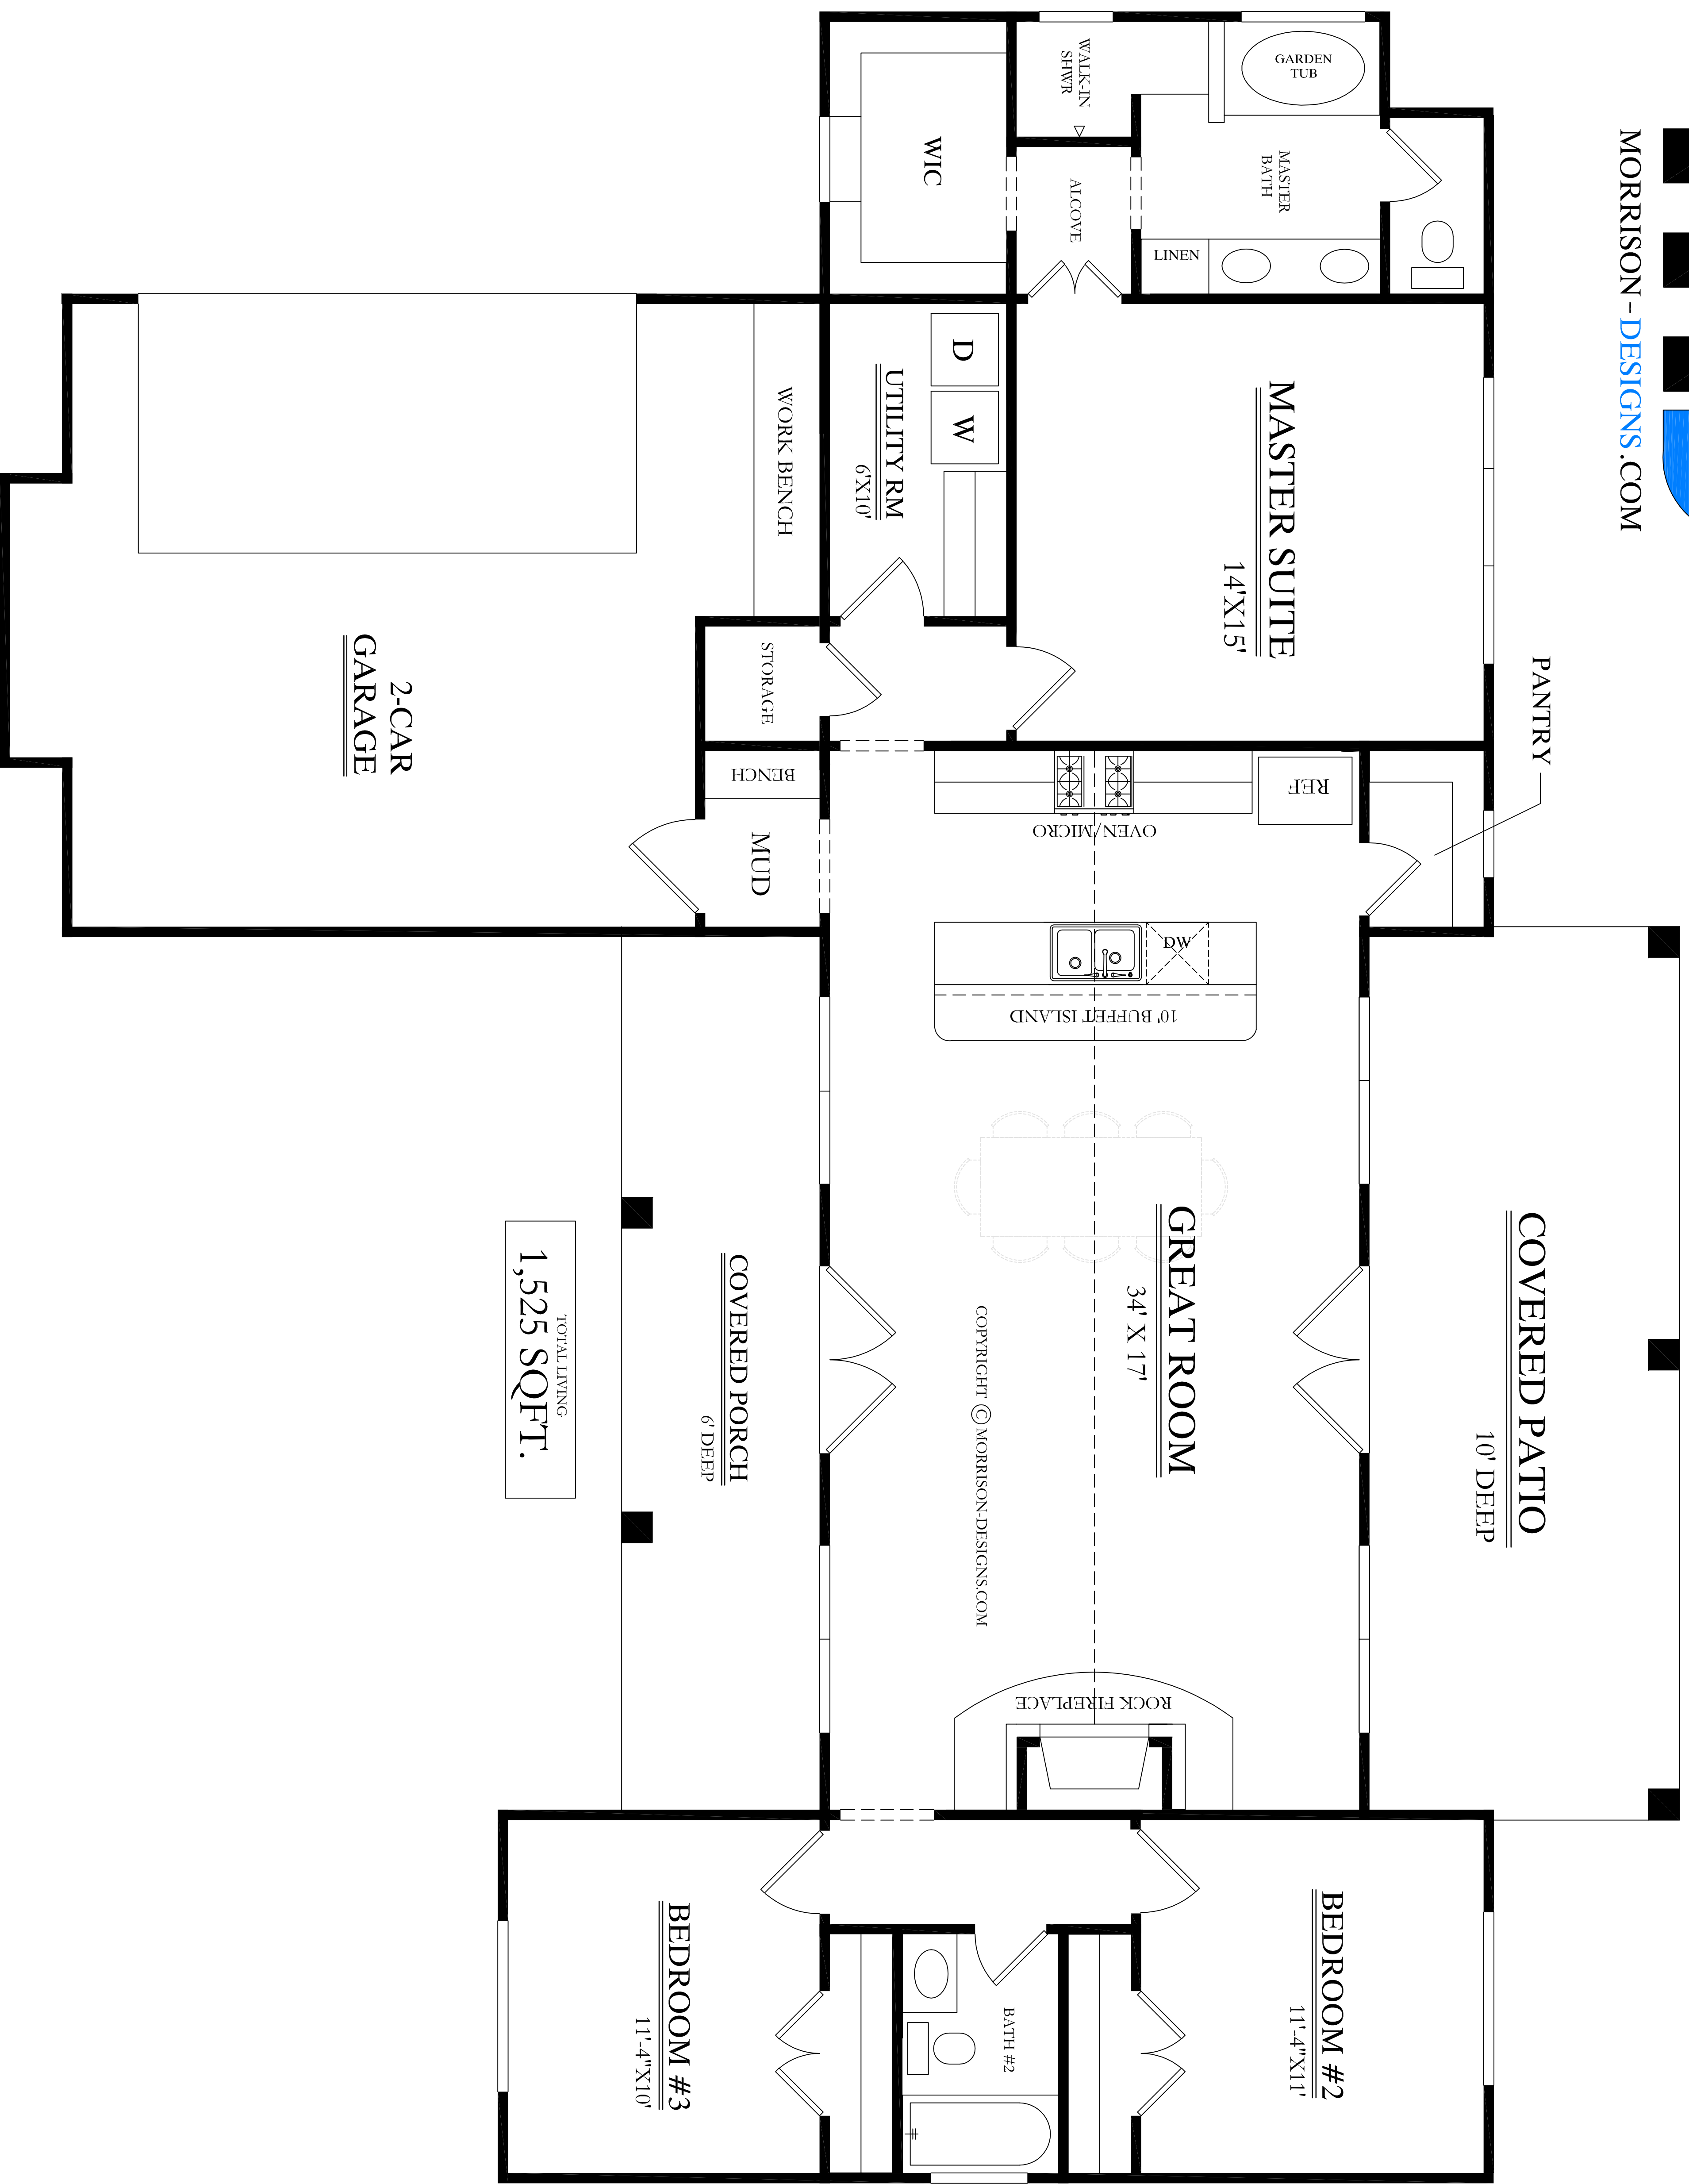 MORRISON-DESIGNS.COM
PANTRY
COVERED PATIO
10' DEEP
GARDEN
TUB
WALK-IN
SHWR
MASTER
BATH
ALCOVE
LINEN
WIC
MASTER SUITE
14'X15'
D
W
UTILITY RM
6'X10'
WORK BENCH
STORAGE
BENCH
MUD
2-CAR
GARAGE
REF
OVEN/MICRO
DW
10' BUFFET ISLAND
GREAT ROOM
34' X 17'
COPYRIGHT © MORRISON-DESIGNS.COM
ROCK FIREPLACE
COVERED PORCH
6' DEEP
TOTAL LIVING
1,525 SQFT.
BEDROOM #2
11'-4"X11'
BATH #2
BEDROOM #3
11'-4"X10'